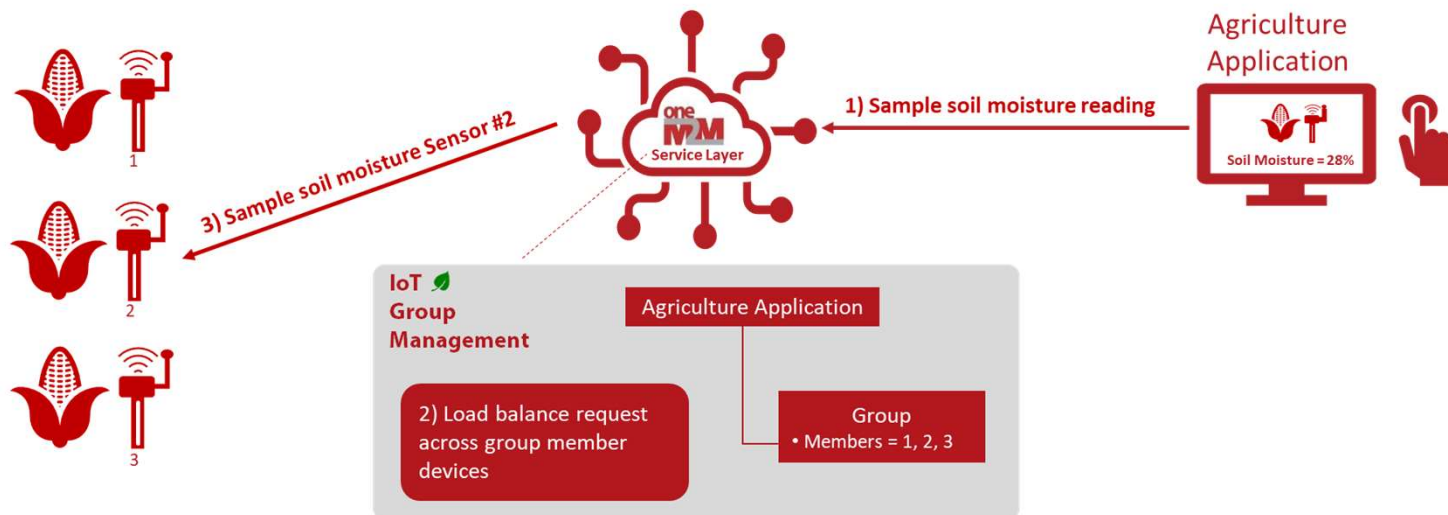 Agriculture
Application
1) Sample soil moisture reading
one
M2M
Service Layer
Soil Moisture = 28%
3) Sample soil moisture Sensor #2
1
2
3
IoT
Group
Management
Agriculture Application
2) Load balance request
across group member
devices
Group
• Members = 1, 2, 3